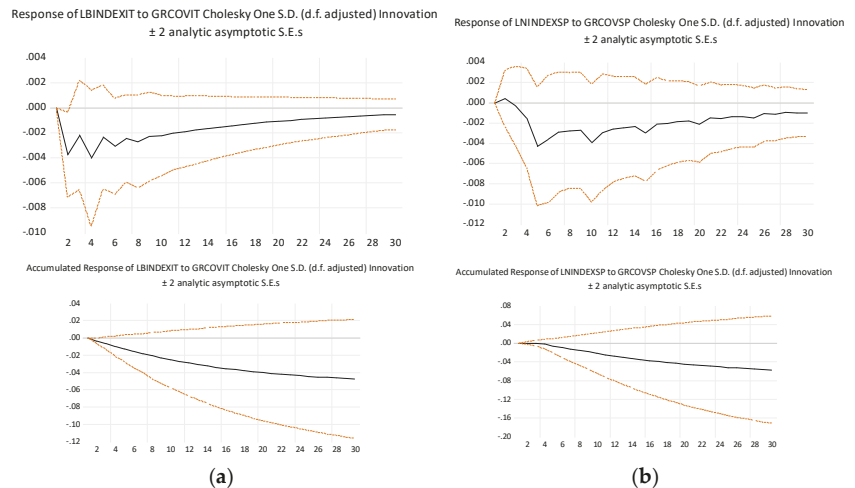 Response of LBINDEXIT to GRCOVIT Cholesky One S.D. (d.f. adjusted) Innovation
± 2 analytic asymptotic S.E.s
.004
.002
.000
-.002
-.004
-.006
-.008
-.010
2 4 6 8 10 12 14 16 18 20 22 24 26 28 30
Accumulated Response of LBINDEXIT to GRCOVIT Cholesky One S.D. (d.f. adjusted) Innovation
± 2 analytic asymptotic S.E.s
.04
.02
.00
-.02
-.04
-.06
-.08
-.10
-.12
2 4 6 8 10 12 14 16 18 20 22 24 26 28 30
(a)
Response of LNINDEXSP to GRCOVSP Cholesky One S.D. (d.f. adjusted) Innovation
± 2 analytic asymptotic S.E.s
.004
.002
.000
-.002
-.004
-.006
-.008
-.010
-.012
2 4 6 8 10 12 14 16 18 20 22 24 26 28 30
Accumulated Response of LNINDEXSP to GRCOVSP Cholesky One S.D. (d.f. adjusted) Innovation
± 2 analytic asymptotic S.E.s
.08
.04
.00
-.04
-.08
-.12
-.16
-.20
2 4 6 8 10 12 14 16 18 20 22 24 26 28 30
(b)